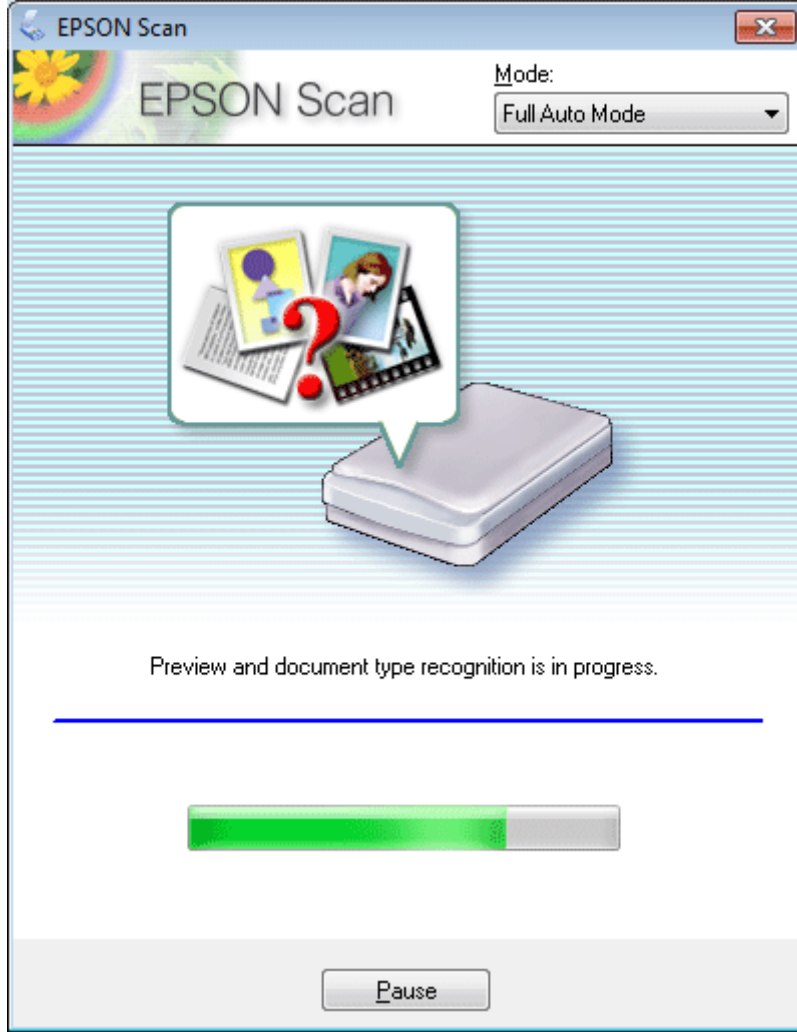 EPSON Scan
EPSON Scan
Mode:
Full Auto Mode
?
Preview and document type recognition is in progress.
Pause